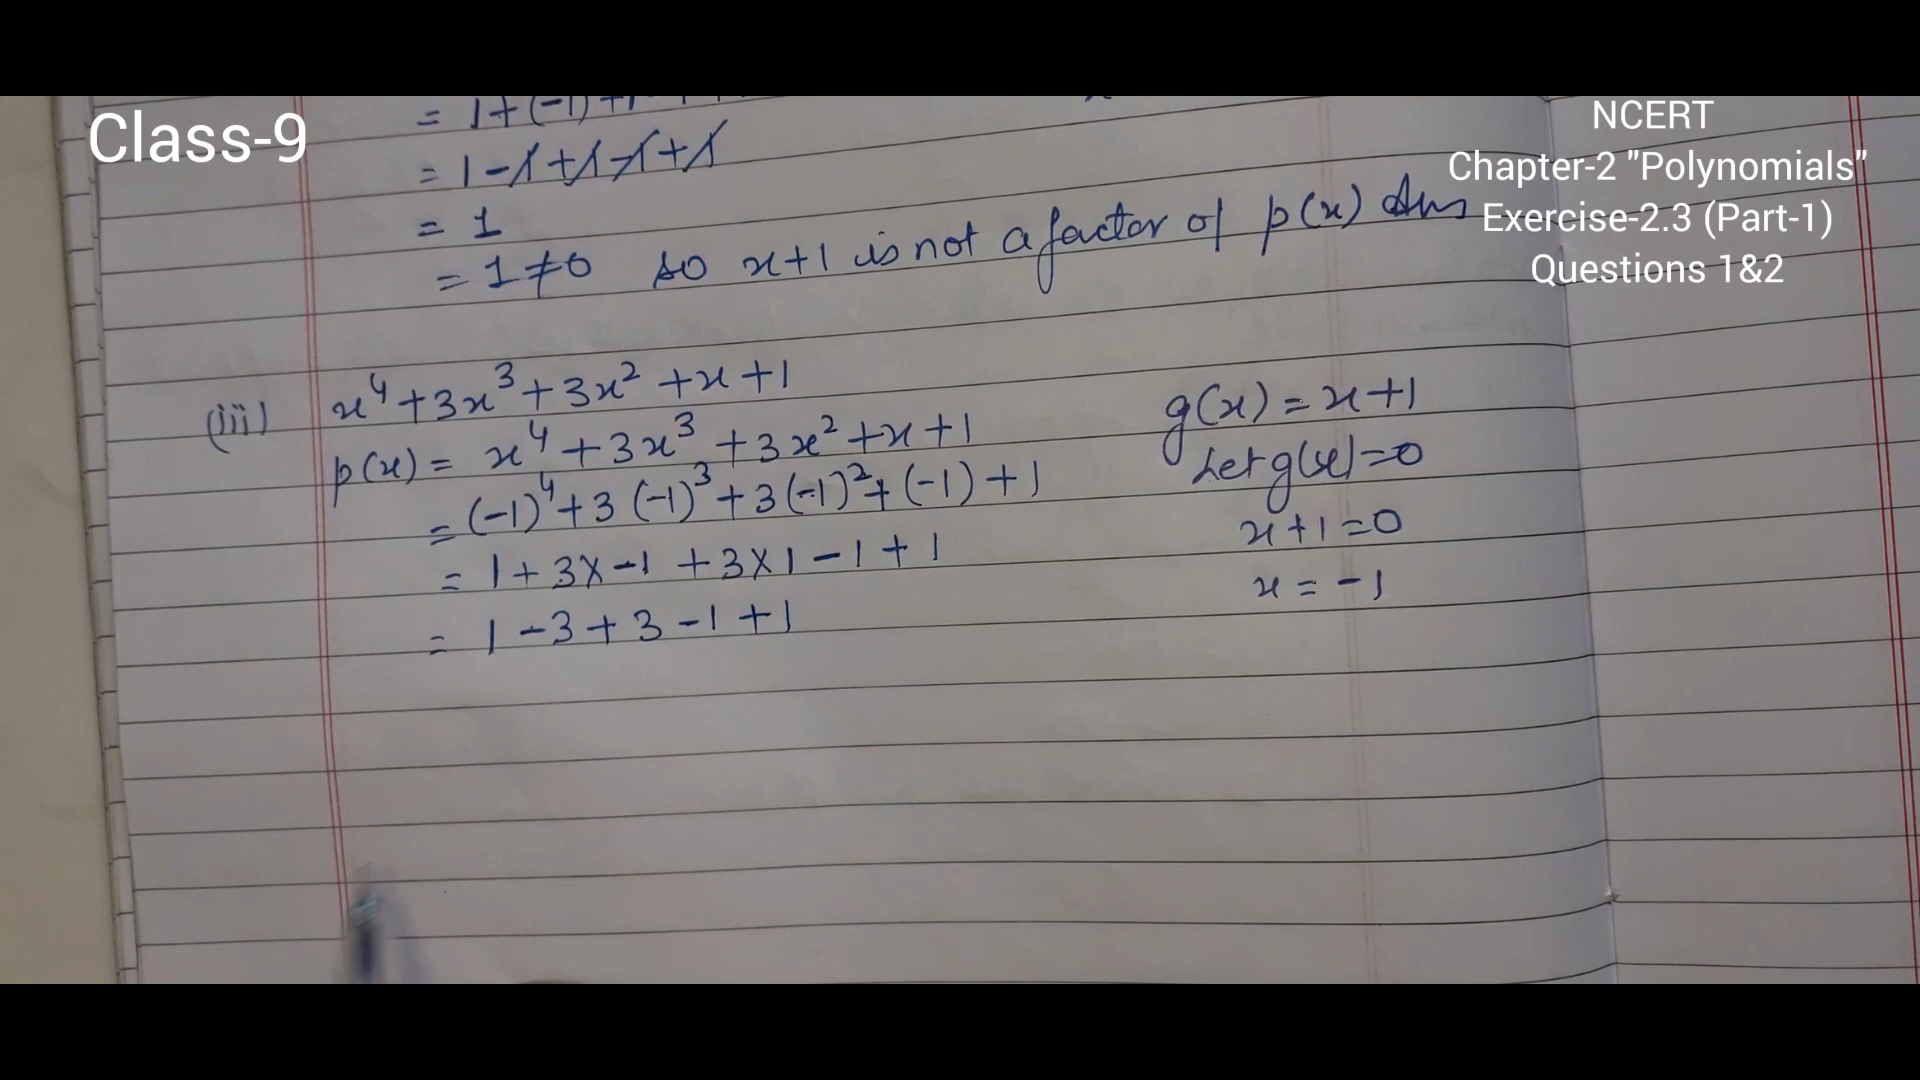 Class-9
NCERT
Chapter-2 "Polynomials"
Exercise-2.3 (Part-1)
Questions 1&2
= 1+(-1)+1
= 1-1+1-1+1
= 1
= 1≠0 so x+1 is not a factor of p(x) Ans
(iii) x⁴+3x³+3x²+x+1
p(x) = x⁴+3x³+3x²+x+1
= (-1)⁴+3(-1)³+3(-1)²+(-1)+1
= 1+3×-1+3×1-1+1
= 1-3+3-1+1
g(x)=x+1
Let g(x)=0
x+1=0
x=-1